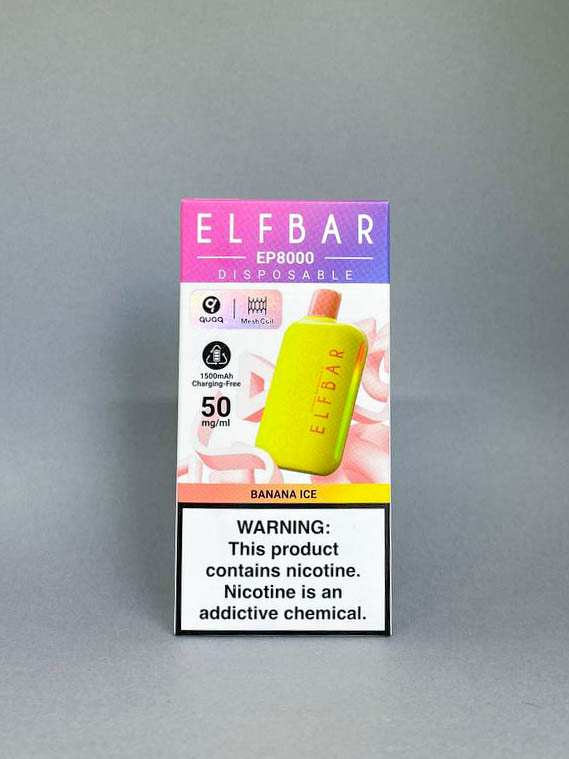 ELFBAR
EP8000
DISPOSABLE
quaq
Mesh Coil
1500mAh
Charging-Free
50
mg/ml
ELFBAR
BANANA ICE
WARNING:
This product
contains nicotine.
Nicotine is an
addictive chemical.